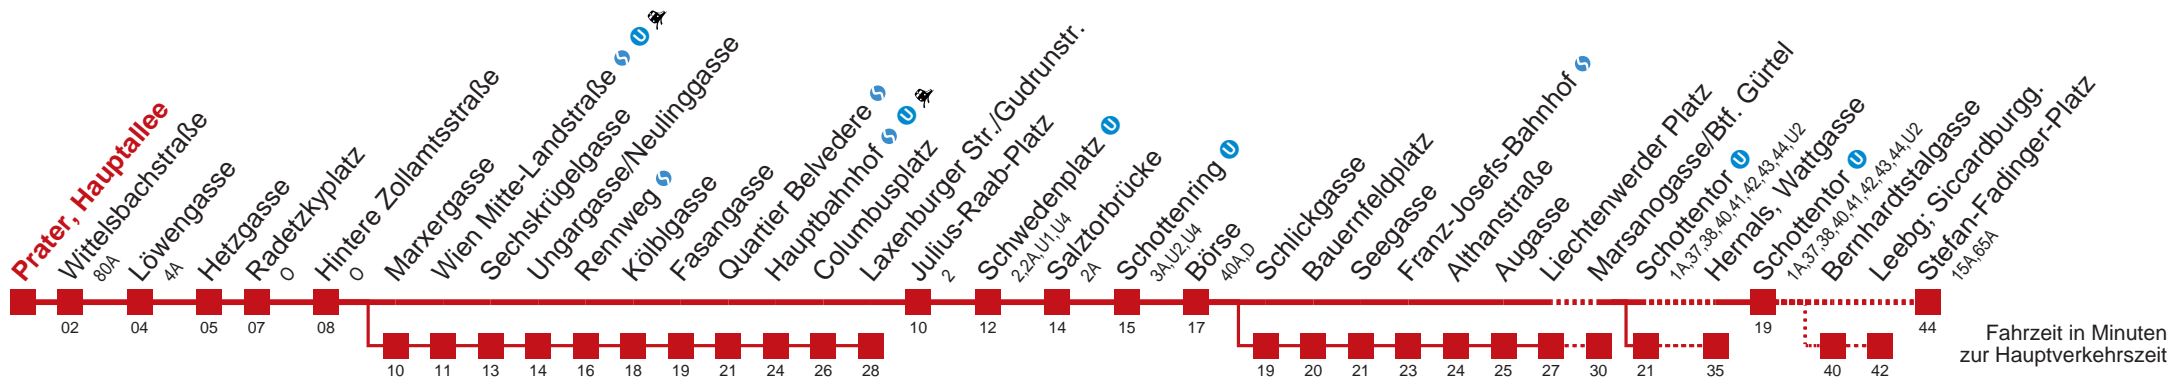 Prater, Hauptallee
Wittelsbachstraße
80A
Löwengasse
4A
Hetzgasse
Radetzkyplatz
O
Hintere Zollamtsstraße
O
Marxergasse
Wien Mitte-Landstraße S U
Sechskrügelgasse
Ungargasse/Neulinggasse
Rennweg S
Kölblgasse
Fasangasse
Quartier Belvedere S
Hauptbahnhof S U
Columbusplatz
Laxenburger Str./Gudrunstr.
Julius-Raab-Platz
2
Schwedenplatz U
2,2A,U1,U4
Salztorbrücke
2A
Schottenring U
3A,U2,U4
Börse
40A,D
Schlickgasse
Bauernfeldplatz
Seegasse
Franz-Josefs-Bahnhof S
Althanstraße
Augasse
Liechtenwerder Platz
Marsanogasse/Btf. Gürtel
Schottentor U
1A,37,38,40,41,42,43,44,U2
Hernals, Wattgasse
Schottentor U
1A,37,38,40,41,42,43,44,U2
Bernhardtstalgasse
Leebg; Siccardburgg.
Stefan-Fadinger-Platz
15A,65A
02 04 05 07 08 10 12 14 15 17 19 44
10 11 13 14 16 18 19 21 24 26 28 19 20 21 23 24 25 27 30 21 35 40 42
Fahrzeit in Minuten
zur Hauptverkehrszeit